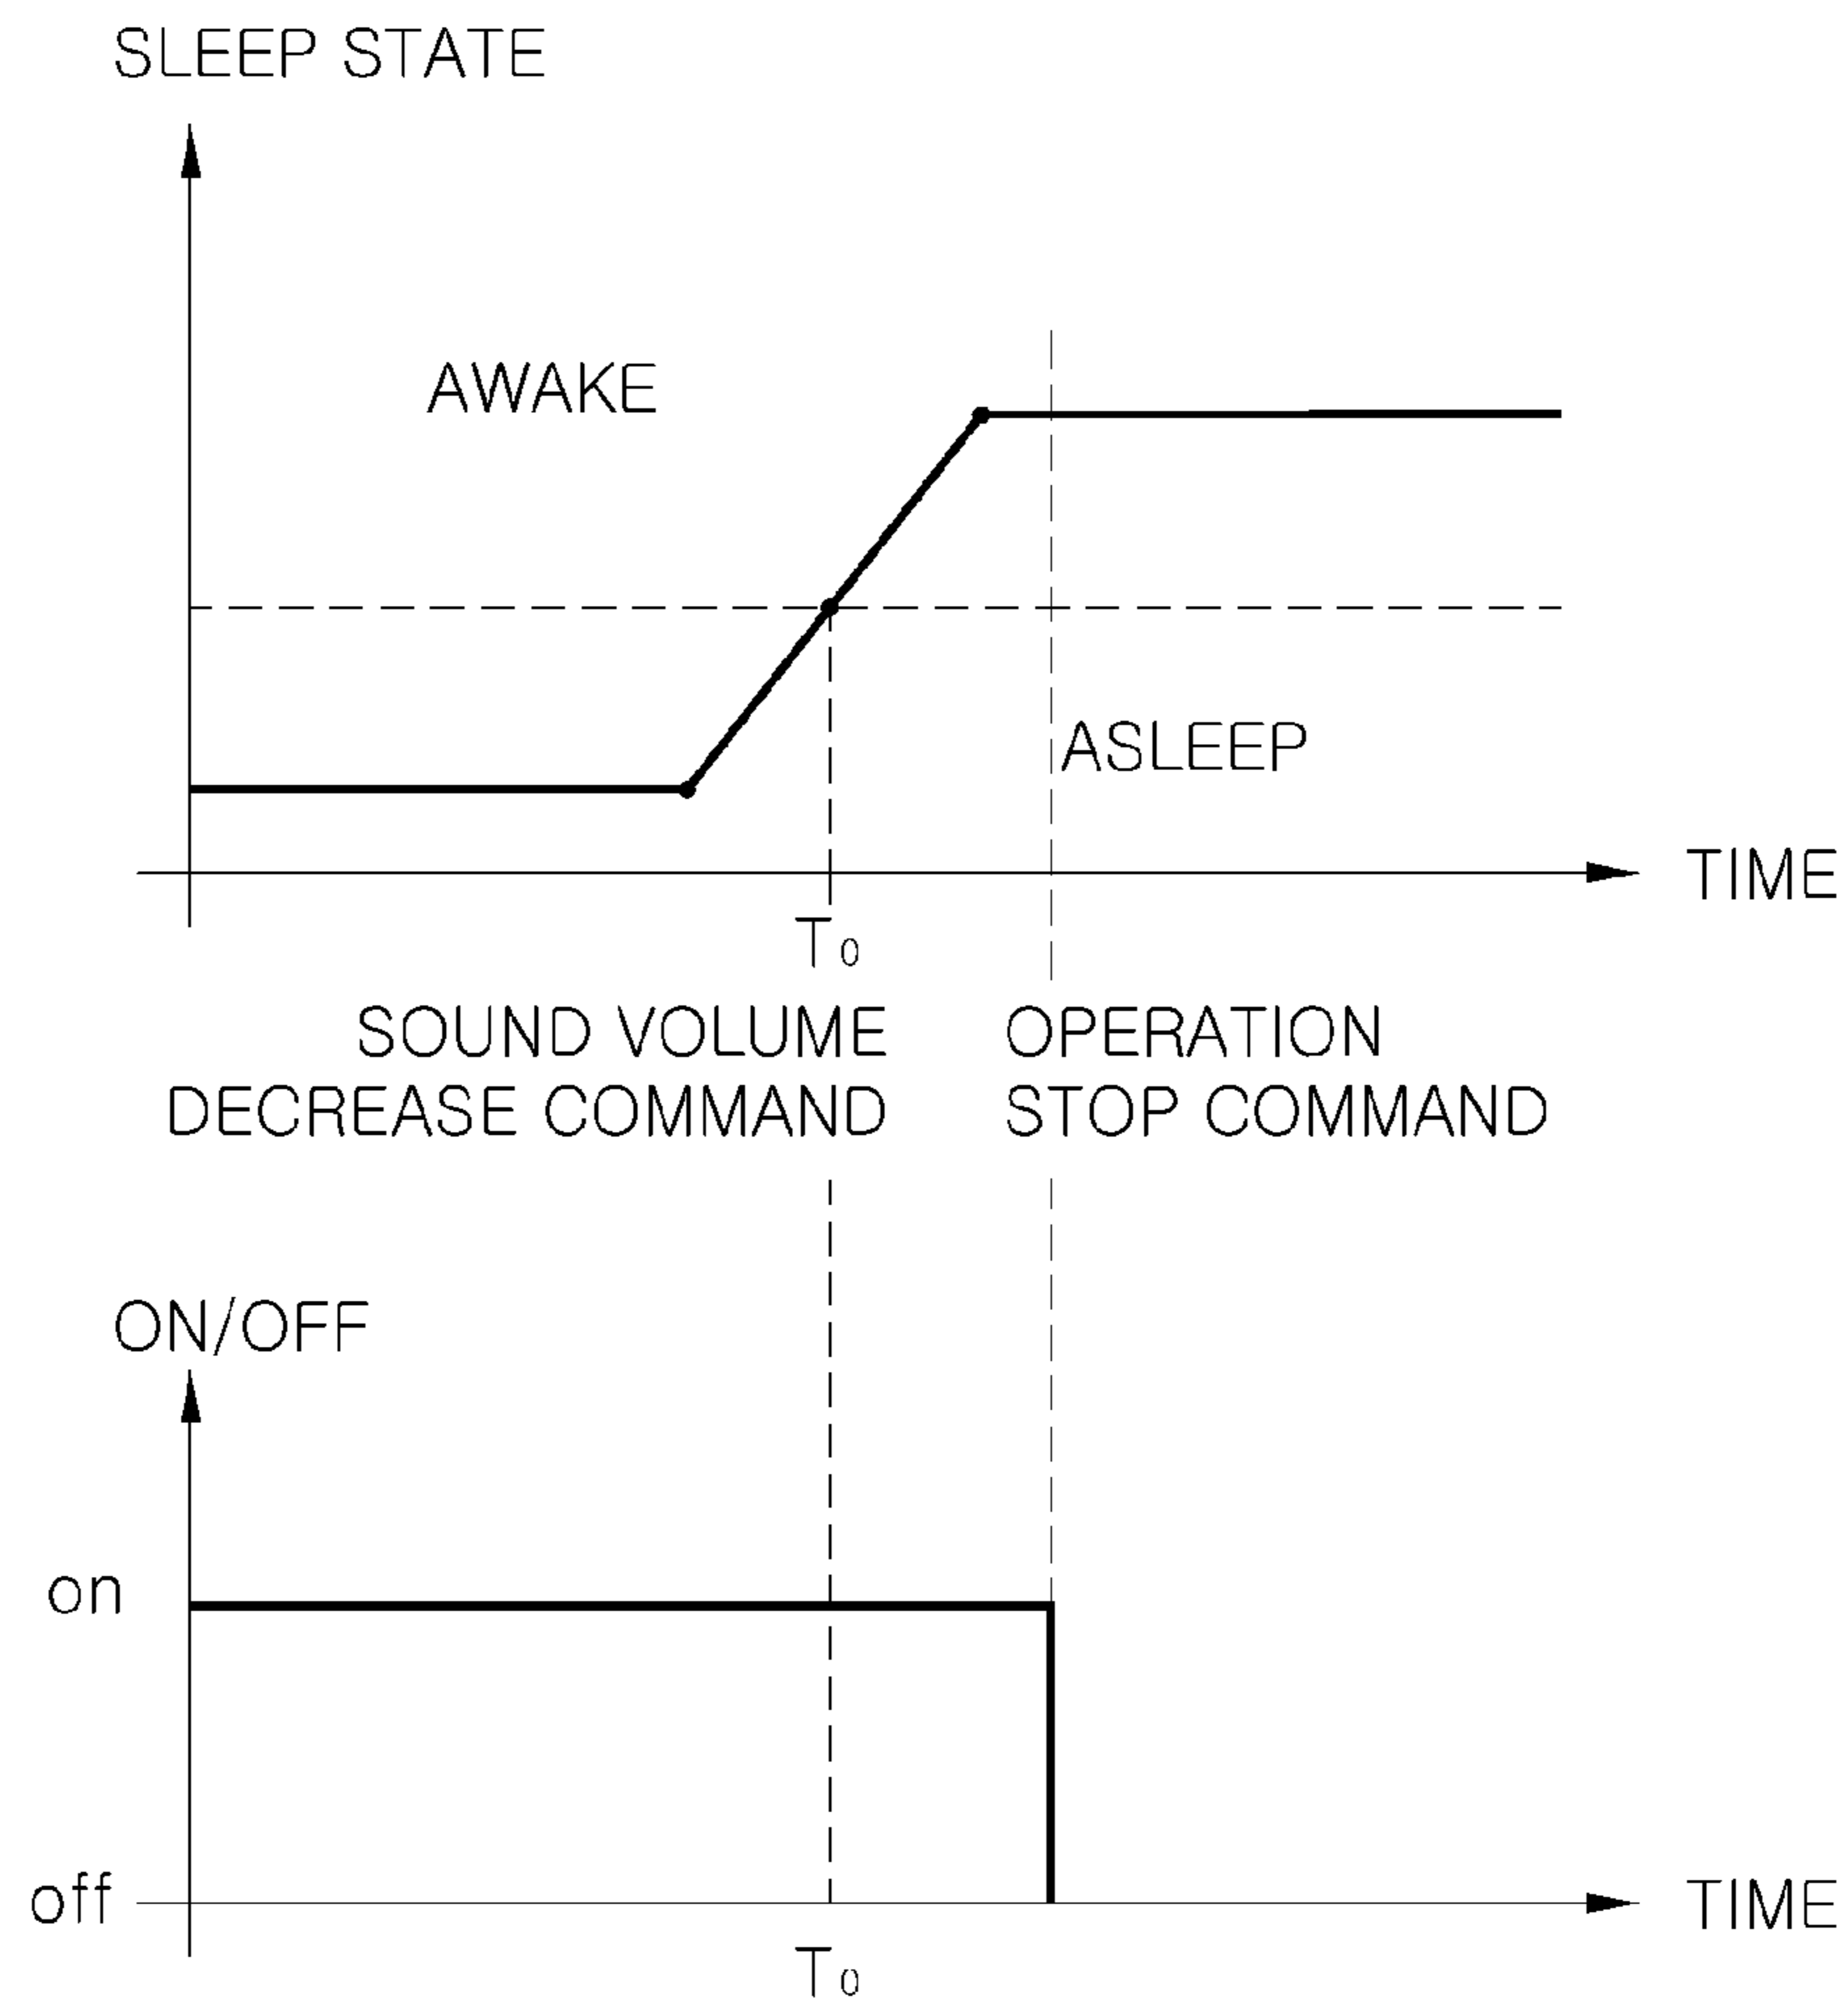 SLEEP STATE
AWAKE
ASLEEP
TIME
T₀
SOUND VOLUME
DECREASE COMMAND
OPERATION
STOP COMMAND
ON/OFF
on
off
TIME
T₀